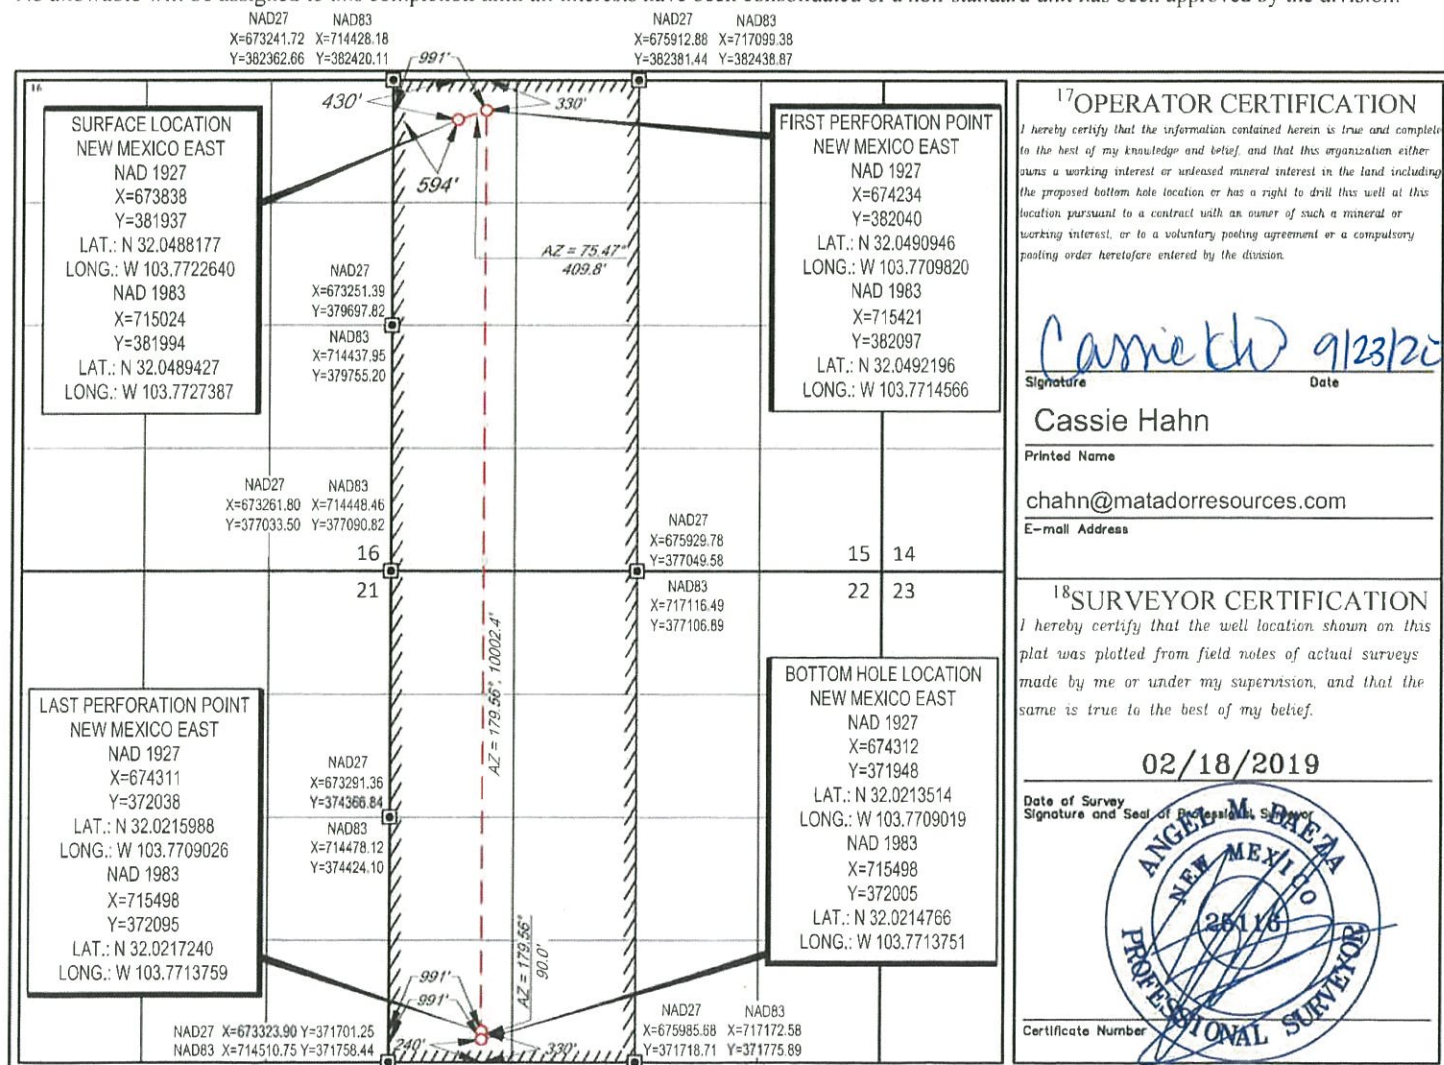 NAD27 NAD83
X=673241.72 X=714428.18
Y=382362.66 Y=382420.11
NAD27 NAD83
X=675912.88 X=717099.38
Y=382381.44 Y=382438.87
991'
430'
330'
594'
AZ = 75.47°
409.8'
16
SURFACE LOCATION
NEW MEXICO EAST
NAD 1927
X=673838
Y=381937
LAT.: N 32.0488177
LONG.: W 103.7722640
NAD 1983
X=715024
Y=381994
LAT.: N 32.0489427
LONG.: W 103.7727387
FIRST PERFORATION POINT
NEW MEXICO EAST
NAD 1927
X=674234
Y=382040
LAT.: N 32.0490946
LONG.: W 103.7709820
NAD 1983
X=715421
Y=382097
LAT.: N 32.0492196
LONG.: W 103.7714566
NAD27
X=673251.39
Y=379697.82
NAD83
X=714437.95
Y=379755.20
NAD27 NAD83
X=673261.80 X=714448.46
Y=377033.50 Y=377090.82
NAD27
X=675929.78
Y=377049.58
16
15 14
21
22 23
NAD83
X=717116.49
Y=377106.89
AZ = 179.56°, 10002.4'
LAST PERFORATION POINT
NEW MEXICO EAST
NAD 1927
X=674311
Y=372038
LAT.: N 32.0215988
LONG.: W 103.7709026
NAD 1983
X=715498
Y=372095
LAT.: N 32.0217240
LONG.: W 103.7713759
BOTTOM HOLE LOCATION
NEW MEXICO EAST
NAD 1927
X=674312
Y=371948
LAT.: N 32.0213514
LONG.: W 103.7709019
NAD 1983
X=715498
Y=372005
LAT.: N 32.0214766
LONG.: W 103.7713751
NAD27
X=673291.36
Y=374366.84
NAD83
X=714478.12
Y=374424.10
AZ = 179.56°
90.0'
991'
991'
240'
330'
NAD27 X=673323.90 Y=371701.25
NAD83 X=714510.75 Y=371758.44
NAD27 NAD83
X=675985.68 X=717172.58
Y=371718.71 Y=371775.89
17 OPERATOR CERTIFICATION
I hereby certify that the information contained herein is true and complete
to the best of my knowledge and belief, and that this organization either
owns a working interest or unleased mineral interest in the land including
the proposed bottom hole location or has a right to drill this well at this
location pursuant to a contract with an owner of such a mineral or
working interest, or to a voluntary pooling agreement or a compulsory
pooling order heretofore entered by the division.
9/23/20
Signature Date
Cassie Hahn
Printed Name
chahn@matadorresources.com
E-mail Address
18 SURVEYOR CERTIFICATION
I hereby certify that the well location shown on this
plat was plotted from field notes of actual surveys
made by me or under my supervision, and that the
same is true to the best of my belief.
02/18/2019
Date of Survey
Signature and Seal of Professional Surveyor
ANGEL M. BAEZA
NEW MEXICO
25116
PROFESSIONAL SURVEYOR
Certificate Number